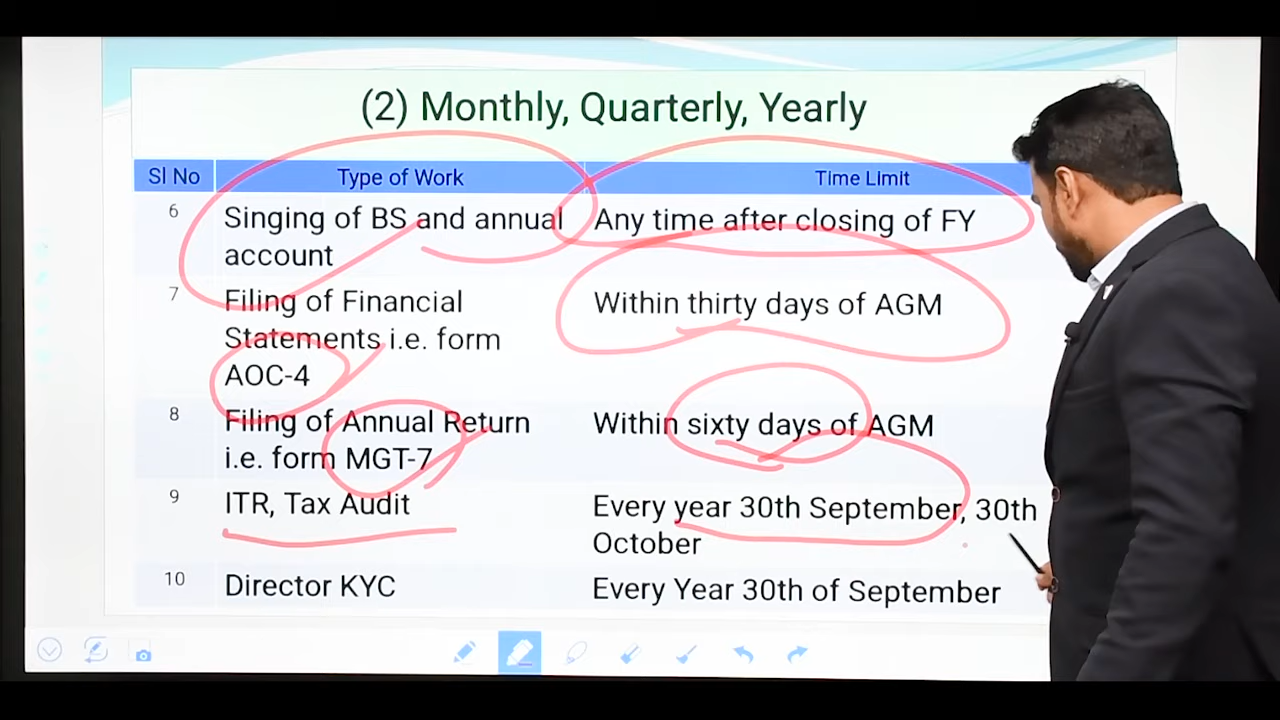 (2) Monthly, Quarterly, Yearly
Sl No Type of Work Time Limit
6 Singing of BS and annual account Any time after closing of FY
7 Filing of Financial Statements i.e. form AOC-4 Within thirty days of AGM
8 Filing of Annual Return i.e. form MGT-7 Within sixty days of AGM
9 ITR, Tax Audit Every year 30th September, 30th October
10 Director KYC Every Year 30th of September